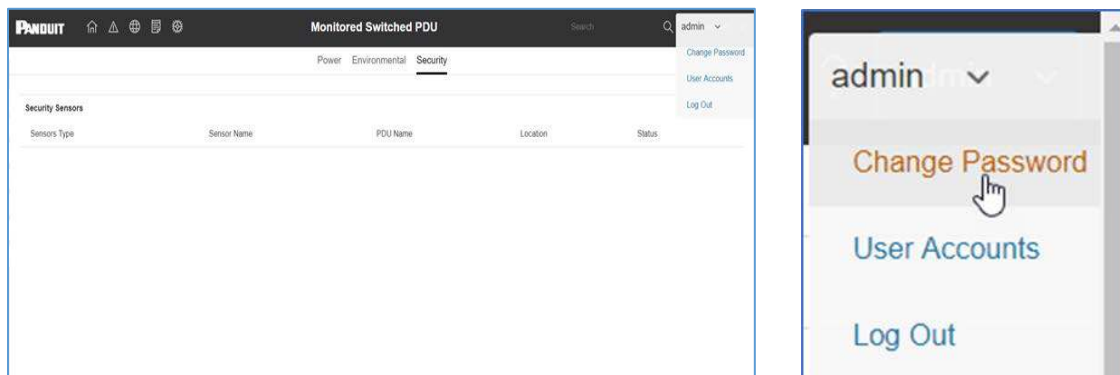 PANDUIT Monitored Switched PDU Search admin
Change Password
User Accounts
Log Out
Power Environmental Security
Security Sensors
Sensors Type Sensor Name PDU Name Location Status
admin
Change Password
User Accounts
Log Out